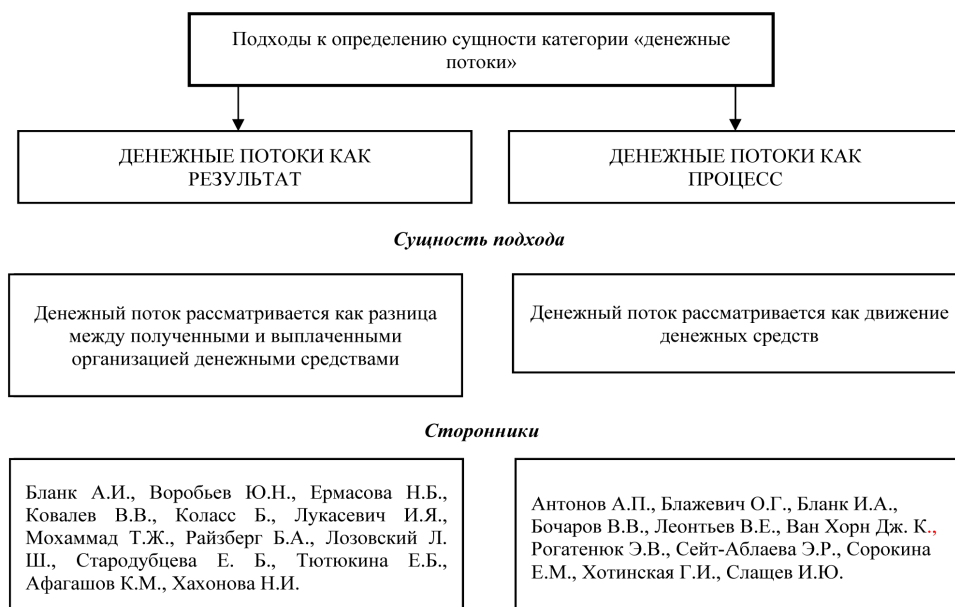 Подходы к определению сущности категории «денежные
потоки»
ДЕНЕЖНЫЕ ПОТОКИ КАК
РЕЗУЛЬТАТ
ДЕНЕЖНЫЕ ПОТОКИ КАК
ПРОЦЕСС
Сущность подхода
Денежный поток рассматривается как разница
между полученными и выплаченными
организацией денежными средствами
Денежный поток рассматривается как движение
денежных средств
Сторонники
Бланк А.И., Воробьев Ю.Н., Ермасова Н.Б.,
Ковалев В.В., Коласс Б., Лукасевич И.Я.,
Мохаммад Т.Ж., Райзберг Б.А., Лозовский Л.
Ш., Стародубцева Е. Б., Тютюкина Е.Б.,
Афагашов К.М., Хахонова Н.И.
Антонов А.П., Блажевич О.Г., Бланк И.А.,
Бочаров В.В., Леонтьев В.Е., Ван Хорн Дж. К.,
Рогатенюк Э.В., Сейт-Аблаева Э.Р., Сорокина
Е.М., Хотинская Г.И., Слащев И.Ю.